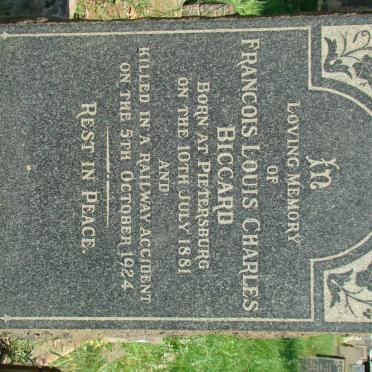 In
LOVING MEMORY
OF
FRANCOIS LOUIS CHARLES
BICCARD
BORN AT PIETERSBURG
ON THE 10TH JULY 1881
AND
KILLED IN A RAILWAY ACCIDENT
ON THE 5TH OCTOBER 1924
REST IN PEACE.